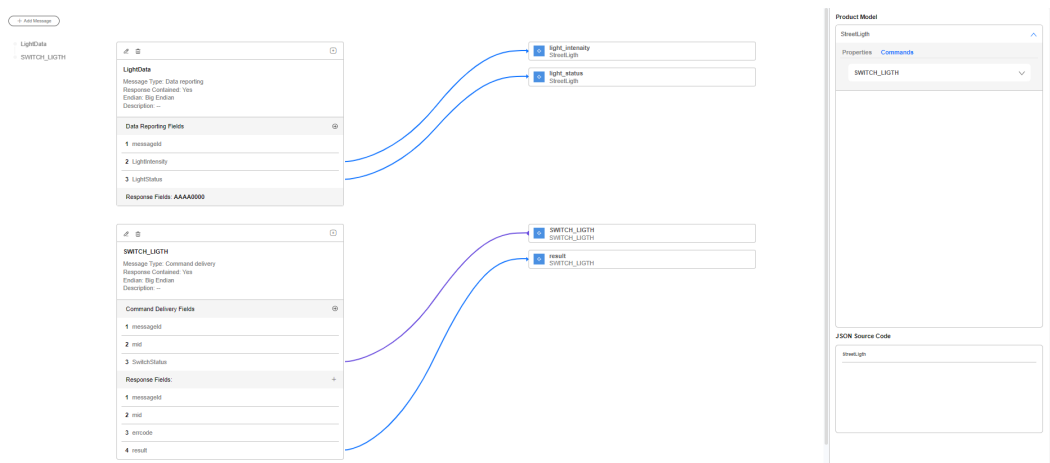 + Add Message
LightData
SWITCH_LIGTH
LightData
Message Type: Data reporting
Response Contained: Yes
Endian: Big Endian
Description: --
Data Reporting Fields
1 messageId
2 LightIntensity
3 LightStatus
Response Fields: AAAA0000
light_intensity
StreetLigth
light_status
StreetLigth
SWITCH_LIGTH
Message Type: Command delivery
Response Contained: Yes
Endian: Big Endian
Description: --
Command Delivery Fields
1 messageId
2 mid
3 SwitchStatus
Response Fields: +
1 messageId
2 mid
3 errcode
4 result
SWITCH_LIGTH
SWITCH_LIGTH
result
SWITCH_LIGTH
Product Model
StreetLigth
Properties Commands
SWITCH_LIGTH
JSON Source Code
StreetLigth